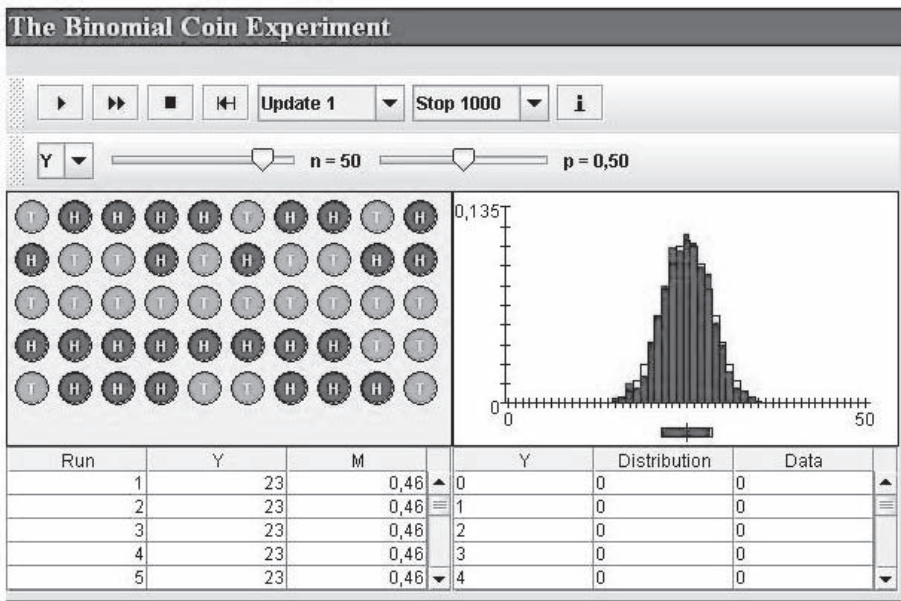 The Binomial Coin Experiment
Update 1 Stop 1000 i
Y n = 50 p = 0,50
T H H H H T H H T H
H T T H T H T T H H
T T T T T T T T T T
H H H H H H H H T T
T H H H T T H H H T
0,135
0
0 50
Run Y M
1 23 0,46
2 23 0,46
3 23 0,46
4 23 0,46
5 23 0,46
Y Distribution Data
0 0 0
1 0 0
2 0 0
3 0 0
4 0 0